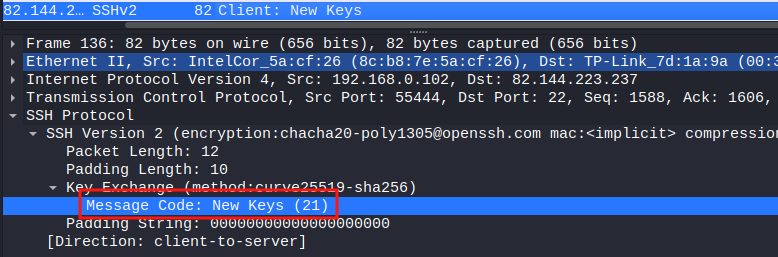 82.144.2… SSHv2 82 Client: New Keys
Frame 136: 82 bytes on wire (656 bits), 82 bytes captured (656 bits)
Ethernet II, Src: IntelCor_5a:cf:26 (8c:b8:7e:5a:cf:26), Dst: TP-Link_7d:1a:9a (00:3
Internet Protocol Version 4, Src: 192.168.0.102, Dst: 82.144.223.237
Transmission Control Protocol, Src Port: 55444, Dst Port: 22, Seq: 1588, Ack: 1606,
SSH Protocol
SSH Version 2 (encryption:chacha20-poly1305@openssh.com mac:<implicit> compression
Packet Length: 12
Padding Length: 10
Key Exchange (method:curve25519-sha256)
Message Code: New Keys (21)
Padding String: 00000000000000000000
[Direction: client-to-server]